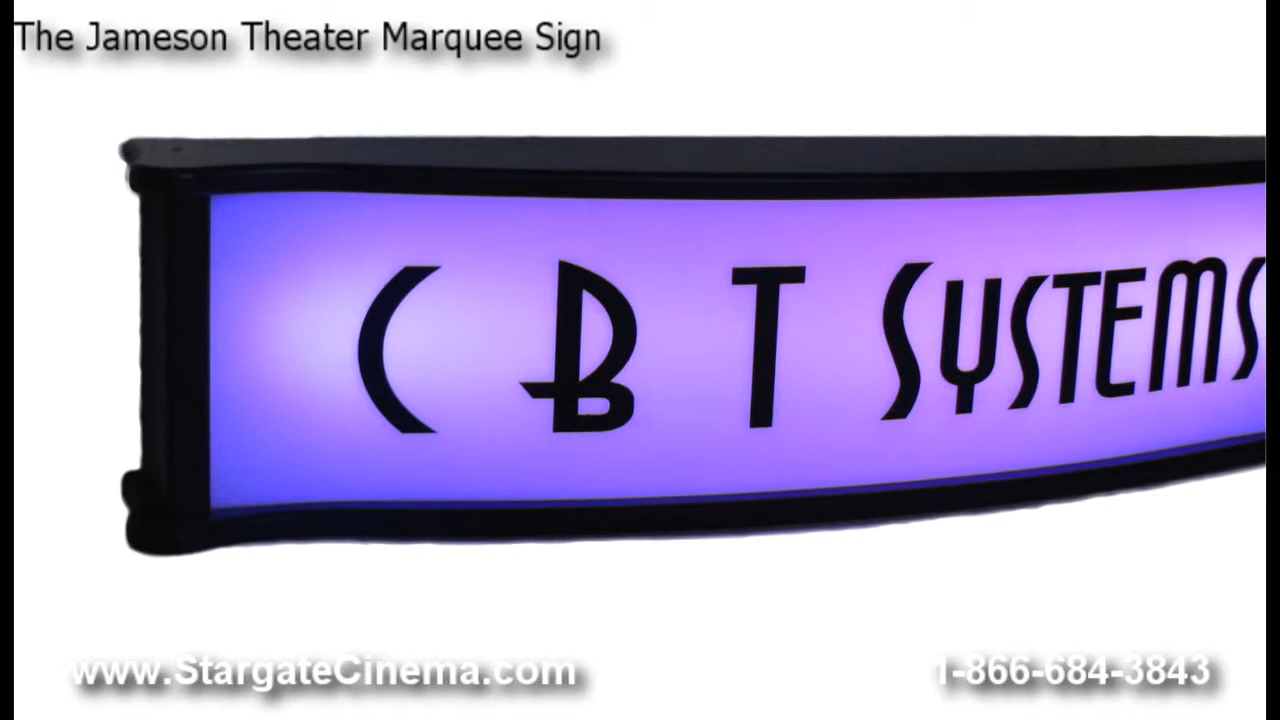 The Jameson Theater Marquee Sign
C B T SYSTEMS
www.StargateCinema.com
1-866-684-3843